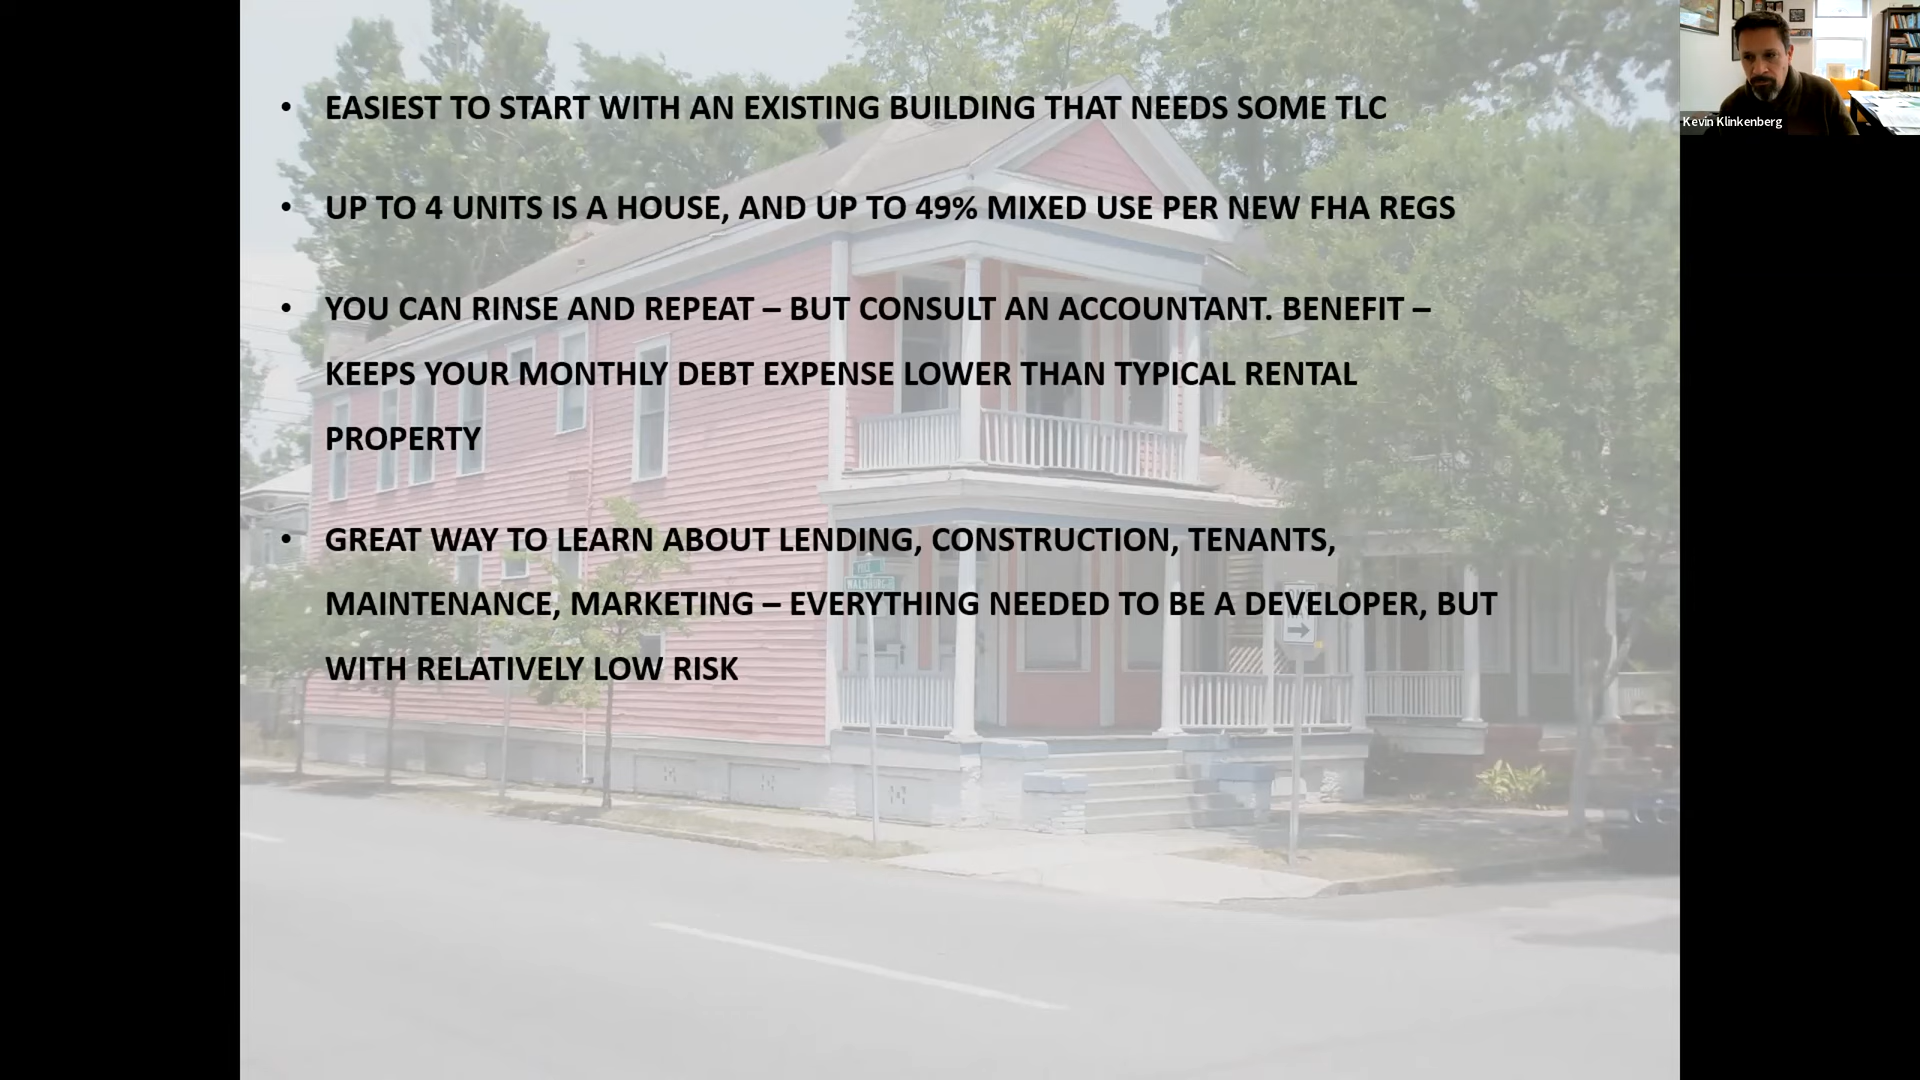 • EASIEST TO START WITH AN EXISTING BUILDING THAT NEEDS SOME TLC
• UP TO 4 UNITS IS A HOUSE, AND UP TO 49% MIXED USE PER NEW FHA REGS
• YOU CAN RINSE AND REPEAT – BUT CONSULT AN ACCOUNTANT. BENEFIT –
KEEPS YOUR MONTHLY DEBT EXPENSE LOWER THAN TYPICAL RENTAL
PROPERTY
• GREAT WAY TO LEARN ABOUT LENDING, CONSTRUCTION, TENANTS,
MAINTENANCE, MARKETING – EVERYTHING NEEDED TO BE A DEVELOPER, BUT
WITH RELATIVELY LOW RISK
Kevin Klinkenberg